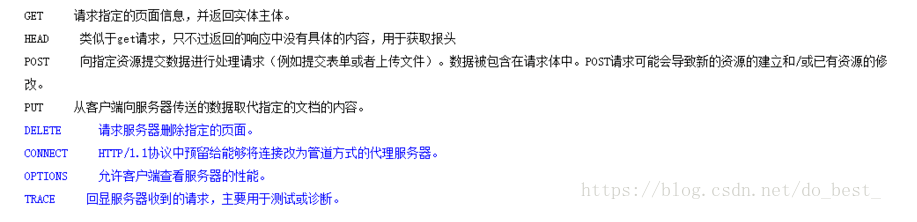 GET 请求指定的页面信息，并返回实体主体。
HEAD 类似于get请求，只不过返回的响应中没有具体的内容，用于获取报头
POST 向指定资源提交数据进行处理请求（例如提交表单或者上传文件）。数据被包含在请求体中。POST请求可能会导致新的资源的建立和/或已有资源的修
改。
PUT 从客户端向服务器传送的数据取代指定的文档的内容。
DELETE 请求服务器删除指定的页面。
CONNECT HTTP/1.1协议中预留给能够将连接改为管道方式的代理服务器。
OPTIONS 允许客户端查看服务器的性能。
TRACE 回显服务器收到的请求，主要用于测试或诊断。
https://blog.csdn.net/do_best_